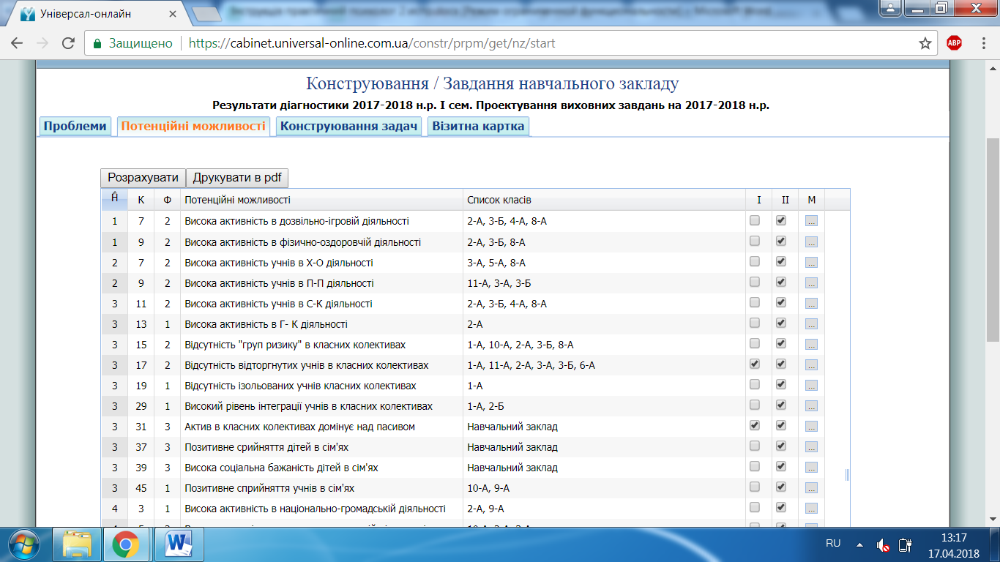 Універсал-онлайн
Защищено https://cabinet.universal-online.com.ua/constr/prpm/get/nz/start
ABP
Конструювання / Завдання навчального закладу
Результати діагностики 2017-2018 н.р. I сем. Проектування виховних завдань на 2017-2018 н.р.
Проблеми Потенційні можливості Конструювання задач Візитна картка
Розрахувати Друкувати в pdf
Н К Ф Потенційні можливості Список класів I II М
1 7 2 Висока активність в дозвільно-ігровій діяльності 2-А, 3-Б, 4-А, 8-А ...
1 9 2 Висока активність в фізично-оздоровчій діяльності 2-А, 3-Б, 8-А ...
2 7 2 Висока активність учнів в Х-О діяльності 3-А, 5-А, 8-А ...
2 9 2 Висока активність учнів в П-П діяльності 11-А, 3-А, 3-Б ...
3 11 2 Висока активність учнів в С-К діяльності 2-А, 3-Б, 4-А, 8-А ...
3 13 1 Висока активність в Г- К діяльності 2-А ...
3 15 2 Відсутність "груп ризику" в класних колективах 1-А, 10-А, 2-А, 3-Б, 8-А ...
3 17 2 Відсутність відторгнутих учнів в класних колективах 1-А, 11-А, 2-А, 3-А, 3-Б, 6-А ...
3 19 1 Відсутність ізольованих учнів класних колективах 1-А ...
3 29 1 Високий рівень інтеграції учнів в класних колективах 1-А, 2-Б ...
3 31 3 Актив в класних колективах домінує над пасивом Навчальний заклад ...
3 37 3 Позитивне срийняття дітей в сім'ях Навчальний заклад ...
3 39 3 Висока соціальна бажаність дітей в сім'ях Навчальний заклад ...
3 45 1 Позитивне сприйняття учнів в сім'ях 10-А, 9-А ...
4 3 1 Висока активність в національно-громадській діяльності 2-А, 9-А ...
RU 13:17
17.04.2018